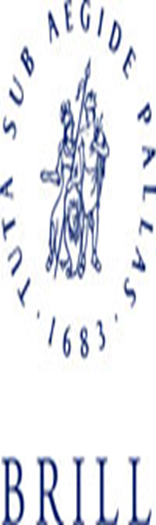 TUTA SUB AEGIDE PALLAS · 1683 ·
BRILL